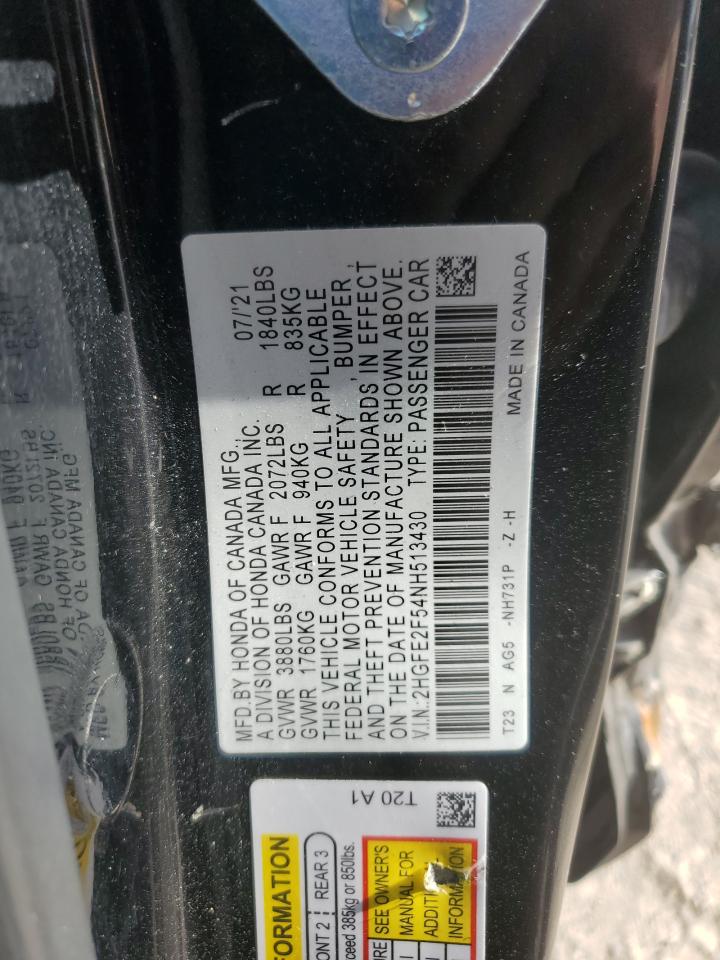 MFD.BY HONDA OF CANADA MFG., 07/'21
A DIVISION OF HONDA CANADA INC.
GVWR 3880LBS GAWR F 2072LBS R 1840LBS
GVWR 1760KG GAWR F 940KG R 835KG
THIS VEHICLE CONFORMS TO ALL APPLICABLE
FEDERAL MOTOR VEHICLE SAFETY , BUMPER ,
AND THEFT PREVENTION STANDARDS IN EFFECT
ON THE DATE OF MANUFACTURE SHOWN ABOVE.
V.I.N.:2HGFE2F54NH513430 TYPE: PASSENGER CAR
T23 N AG5 -NH731P -Z -H MADE IN CANADA
T20 A1
FORMATION
ONT 2 REAR 3
ceed 385kg or 850lbs.
SEE OWNER'S
MANUAL FOR
INFORMATION